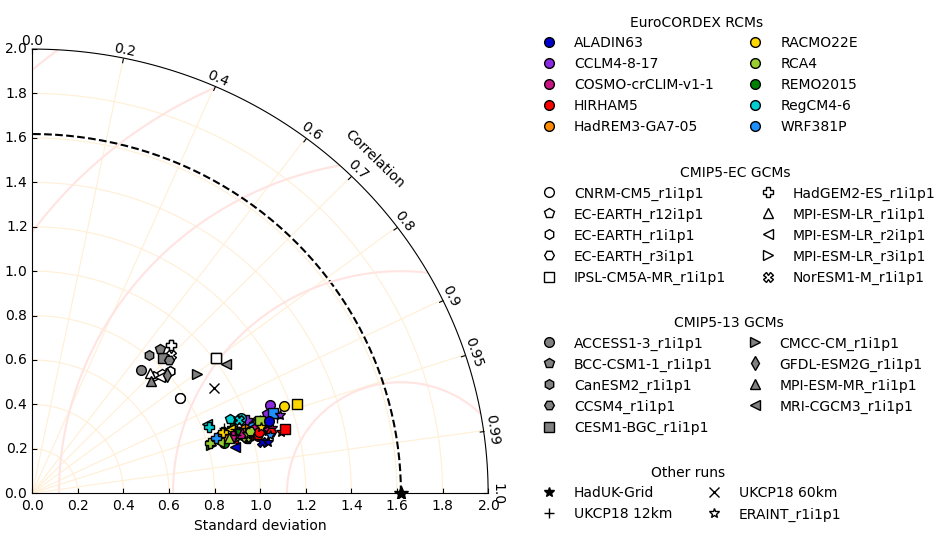 EuroCORDEX RCMs
ALADIN63
RACMO22E
CCLM4-8-17
RCA4
COSMO-crCLIM-v1-1
REMO2015
HIRHAM5
RegCM4-6
HadREM3-GA7-05
WRF381P
CMIP5-EC GCMs
CNRM-CM5_r1i1p1
HadGEM2-ES_r1i1p1
EC-EARTH_r12i1p1
MPI-ESM-LR_r1i1p1
EC-EARTH_r1i1p1
MPI-ESM-LR_r2i1p1
EC-EARTH_r3i1p1
MPI-ESM-LR_r3i1p1
IPSL-CM5A-MR_r1i1p1
NorESM1-M_r1i1p1
CMIP5-13 GCMs
ACCESS1-3_r1i1p1
CMCC-CM_r1i1p1
BCC-CSM1-1_r1i1p1
GFDL-ESM2G_r1i1p1
CanESM2_r1i1p1
MPI-ESM-MR_r1i1p1
CCSM4_r1i1p1
MRI-CGCM3_r1i1p1
CESM1-BGC_r1i1p1
Other runs
HadUK-Grid
UKCP18 60km
UKCP18 12km
ERAINT_r1i1p1
0.0
0.2
0.4
0.6
0.7
0.8
0.9
0.95
0.99
1.0
Correlation
2.0
1.8
1.6
1.4
1.2
1.0
0.8
0.6
0.4
0.2
0.0
0.0
0.2
0.4
0.6
0.8
1.0
1.2
1.4
1.6
1.8
2.0
Standard deviation